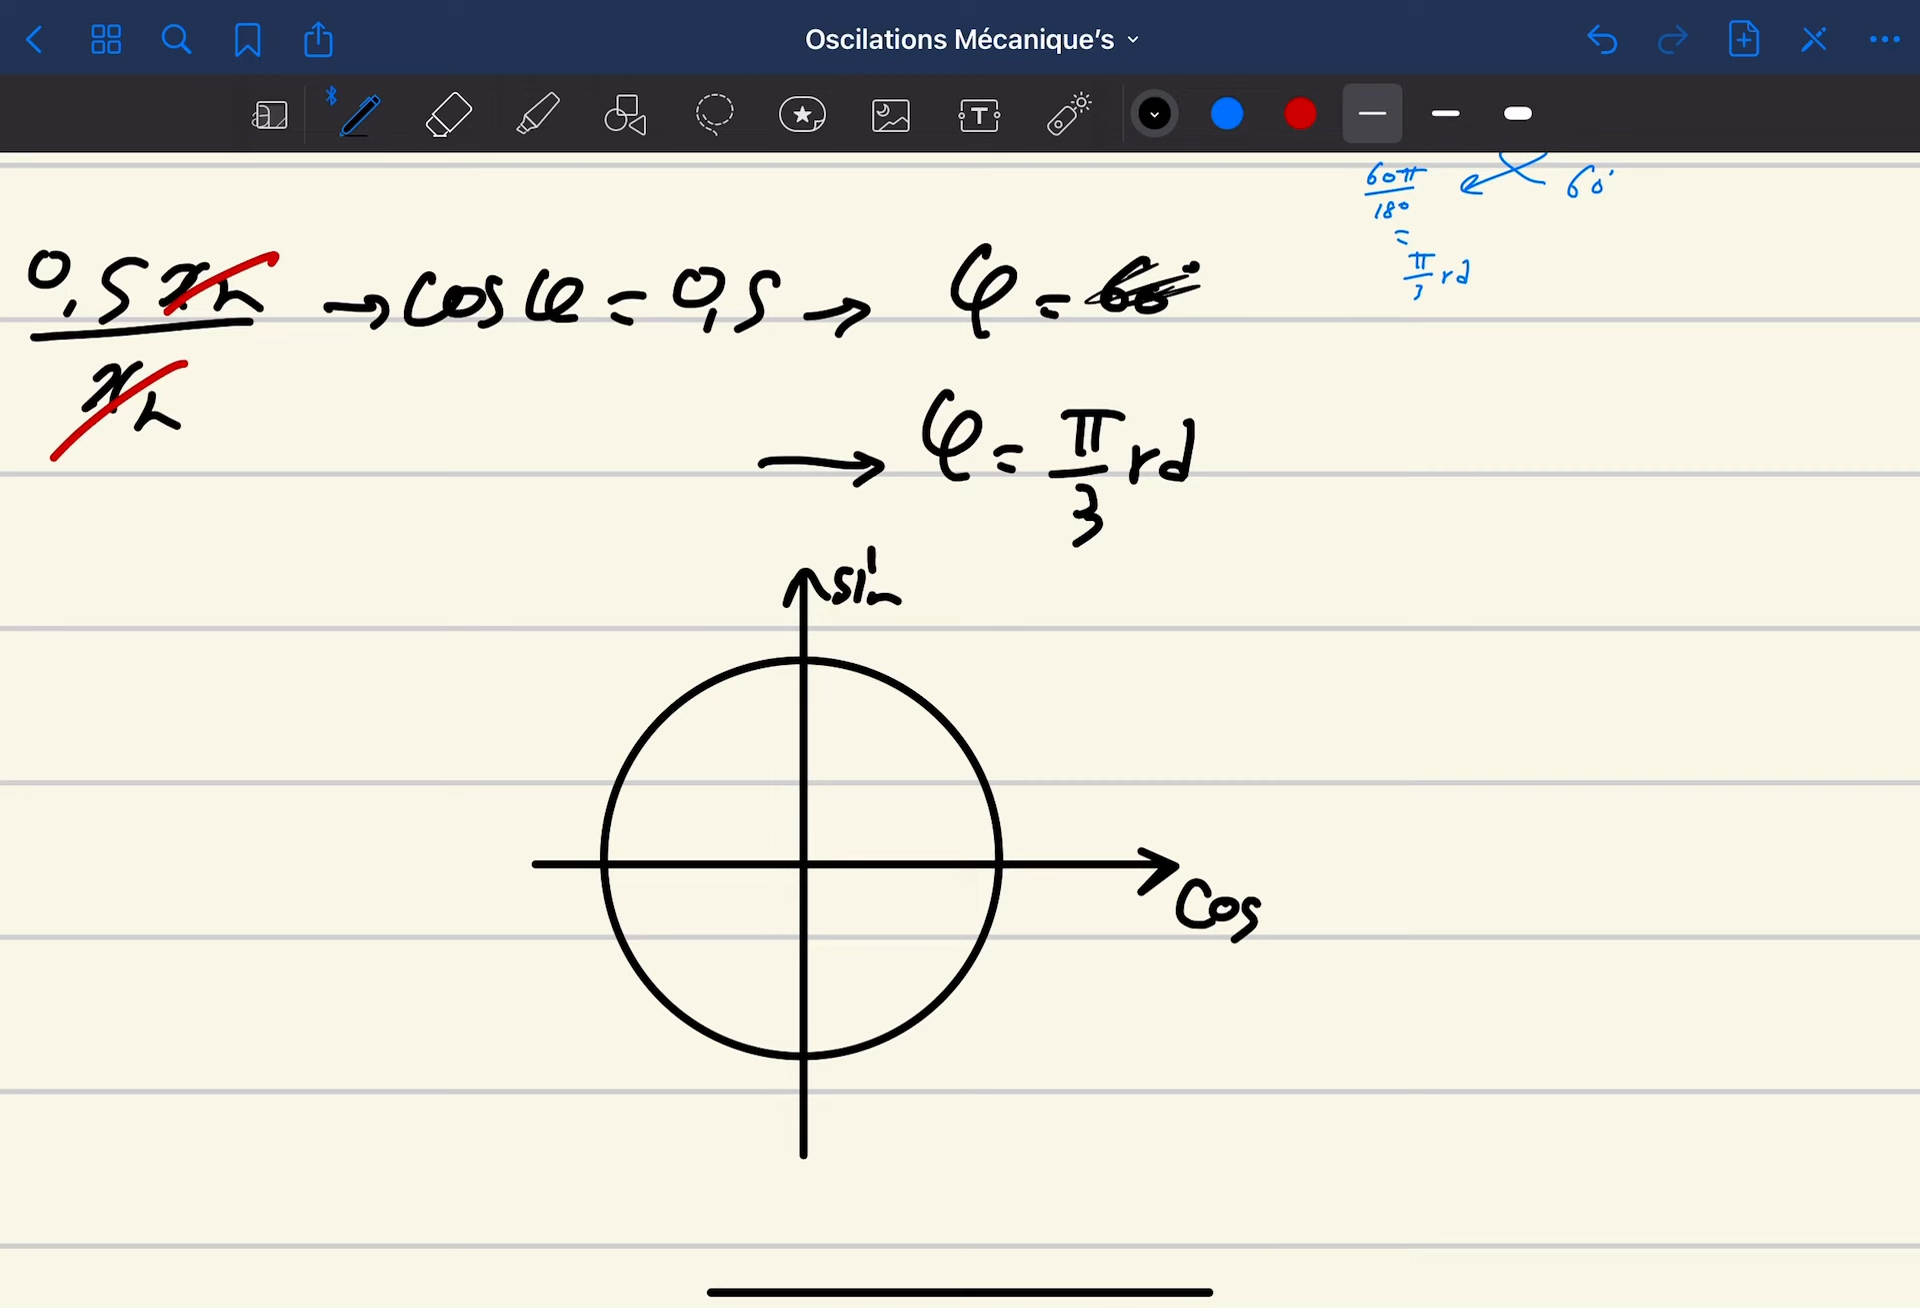 Oscilations Mécanique’s
60π/180
60°
=
π/3 rd
0,5 xm / xm → cos φ = 0,5 → φ = 60°
→ φ = π/3 rd
sin
cos